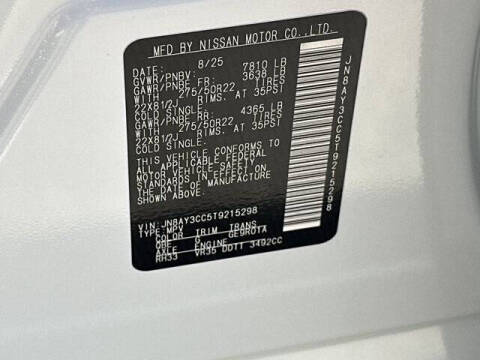 MFD BY NISSAN MOTOR CO.,LTD.
DATE: 8/25
GVWR/PNBV: 7810 LB
GAWR/PNBE FR: 3638 LB
WITH 275/50R22 TIRES
22X8 1/2J RIMS, AT 35PSI
COLD SINGLE.
GAWR/PNBE RR: 4365 LB
WITH 275/50R22 TIRES
22X8 1/2J RIMS, AT 35PSI
COLD SINGLE.
THIS VEHICLE CONFORMS TO
ALL APPLICABLE FEDERAL
MOTOR VEHICLE SAFETY
STANDARDS IN EFFECT ON
THE DATE OF MANUFACTURE
VIN: JN8AY3CC5T9215298
TYPE: MPV
COLOR TRIM TRANS
QBE G GE9R01A
AXLE ENGINE
RH33 VR35 DDTT 3492CC
JN8AY3CC5T9215298